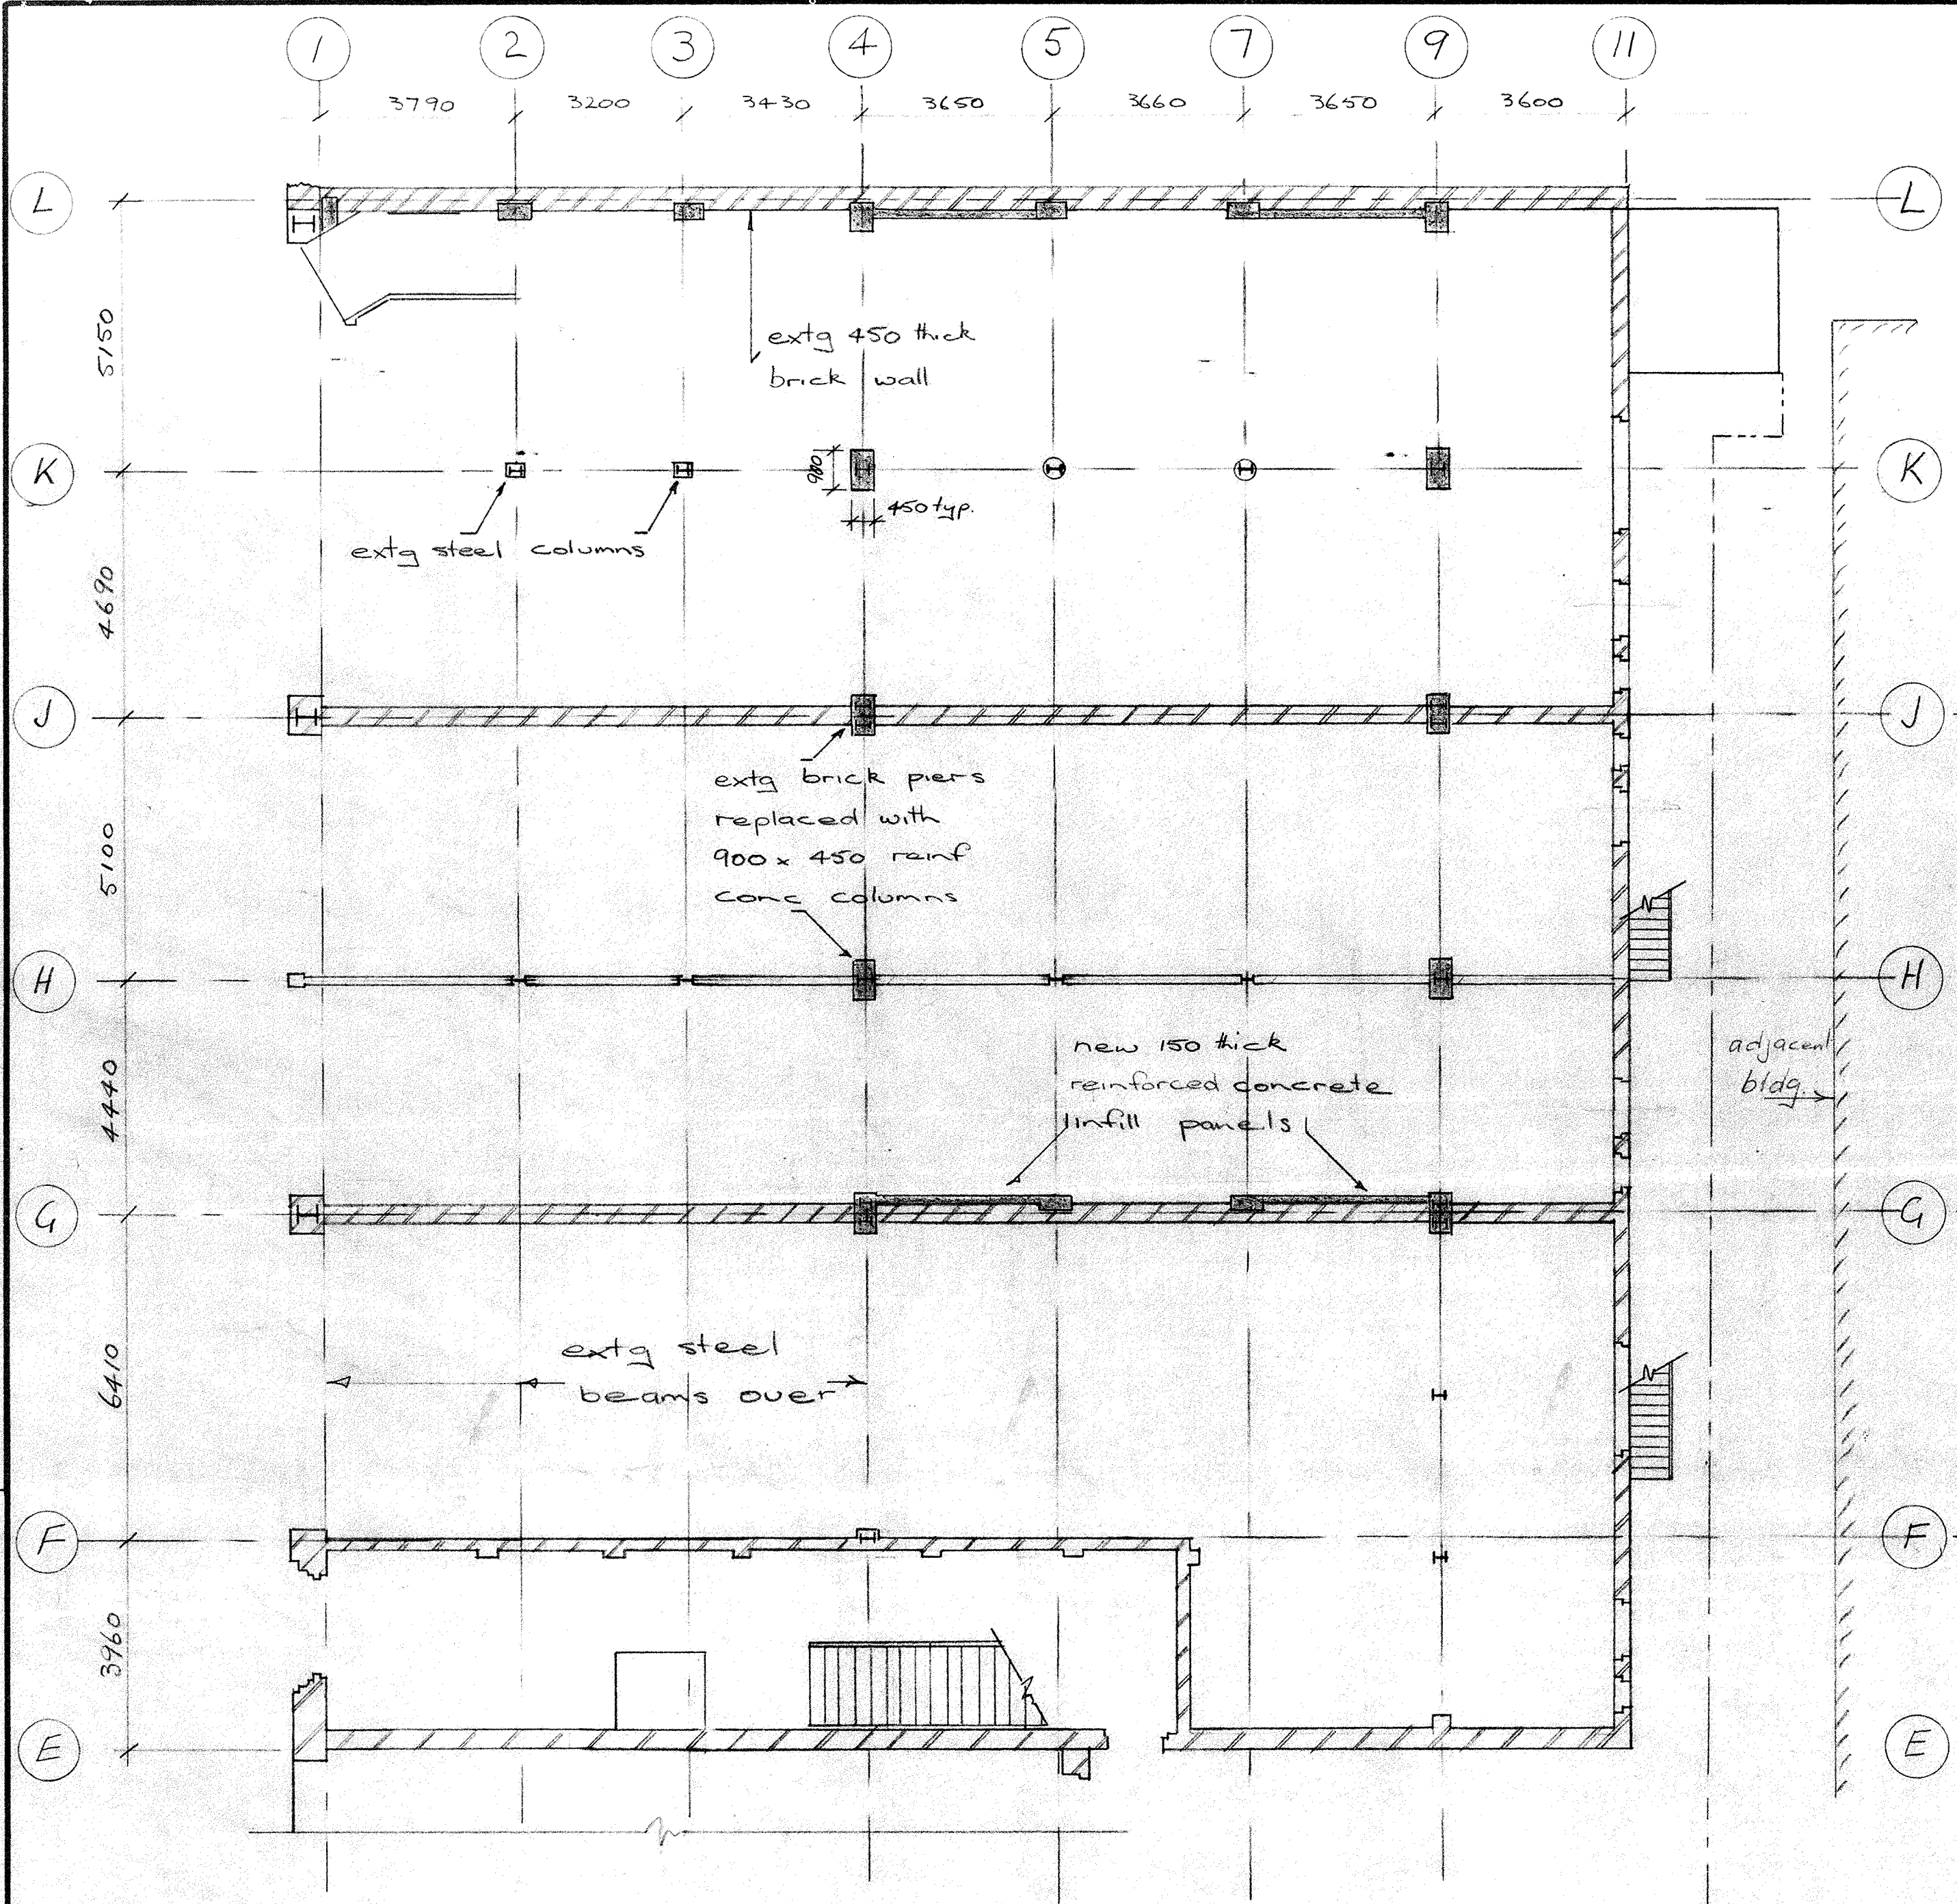 1 2 3 4 5 7 9 11
3790 3200 3430 3650 3660 3650 3600
L L
5150
extg 450 thick
brick wall
K K
900
450 typ.
extg steel columns
4690
J J
extg brick piers
replaced with
900 x 450 reinf
conc columns
5100
H H
new 150 thick
reinforced concrete
infill panels
adjacent
bldg.
4440
G G
extg steel
beams over
6410
F F
3960
E E